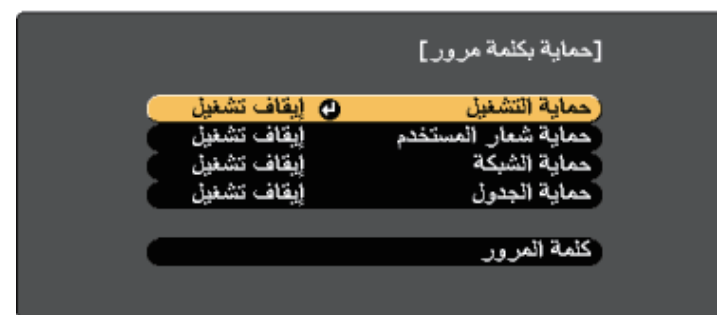 [حماية بكلمة مرور]
حماية التشغيل إيقاف تشغيل
حماية شعار المستخدم إيقاف تشغيل
حماية الشبكة إيقاف تشغيل
حماية الجدول إيقاف تشغيل
كلمة المرور